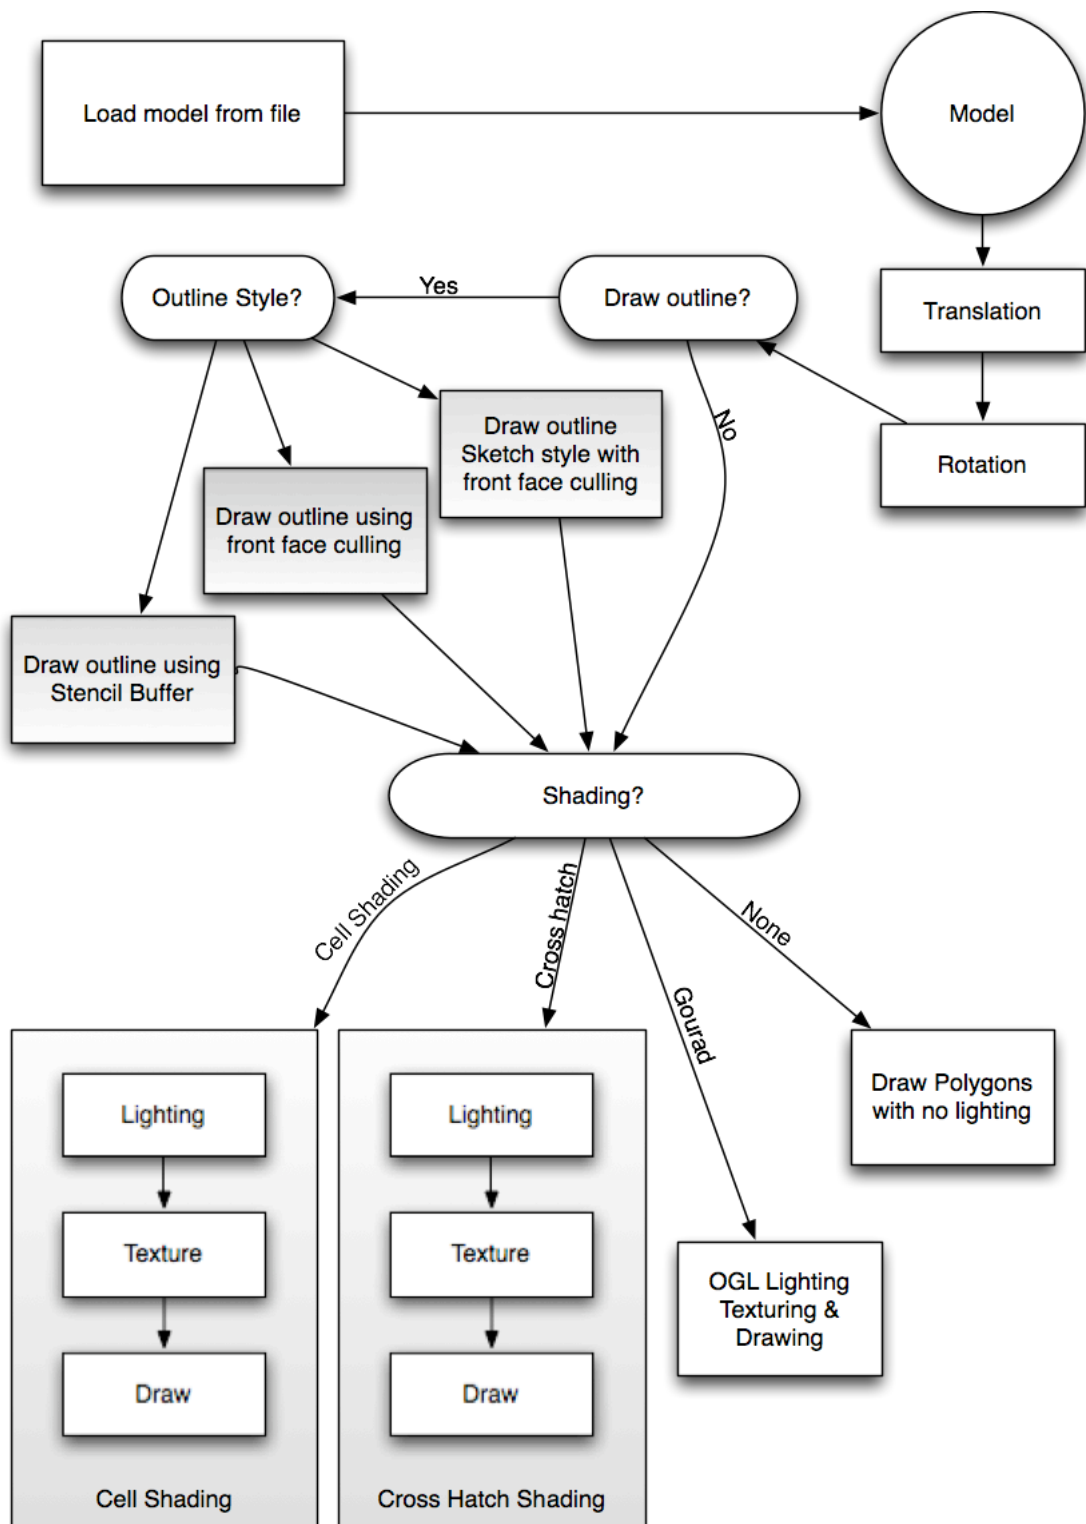 Load model from file
Model
Translation
Rotation
Draw outline?
Yes
No
Outline Style?
Draw outline
Sketch style with
front face culling
Draw outline using
front face culling
Draw outline using
Stencil Buffer
Shading?
Cell Shading
Cross hatch
Gourad
None
Lighting
Texture
Draw
Cell Shading
Lighting
Texture
Draw
Cross Hatch Shading
OGL Lighting
Texturing &
Drawing
Draw Polygons
with no lighting